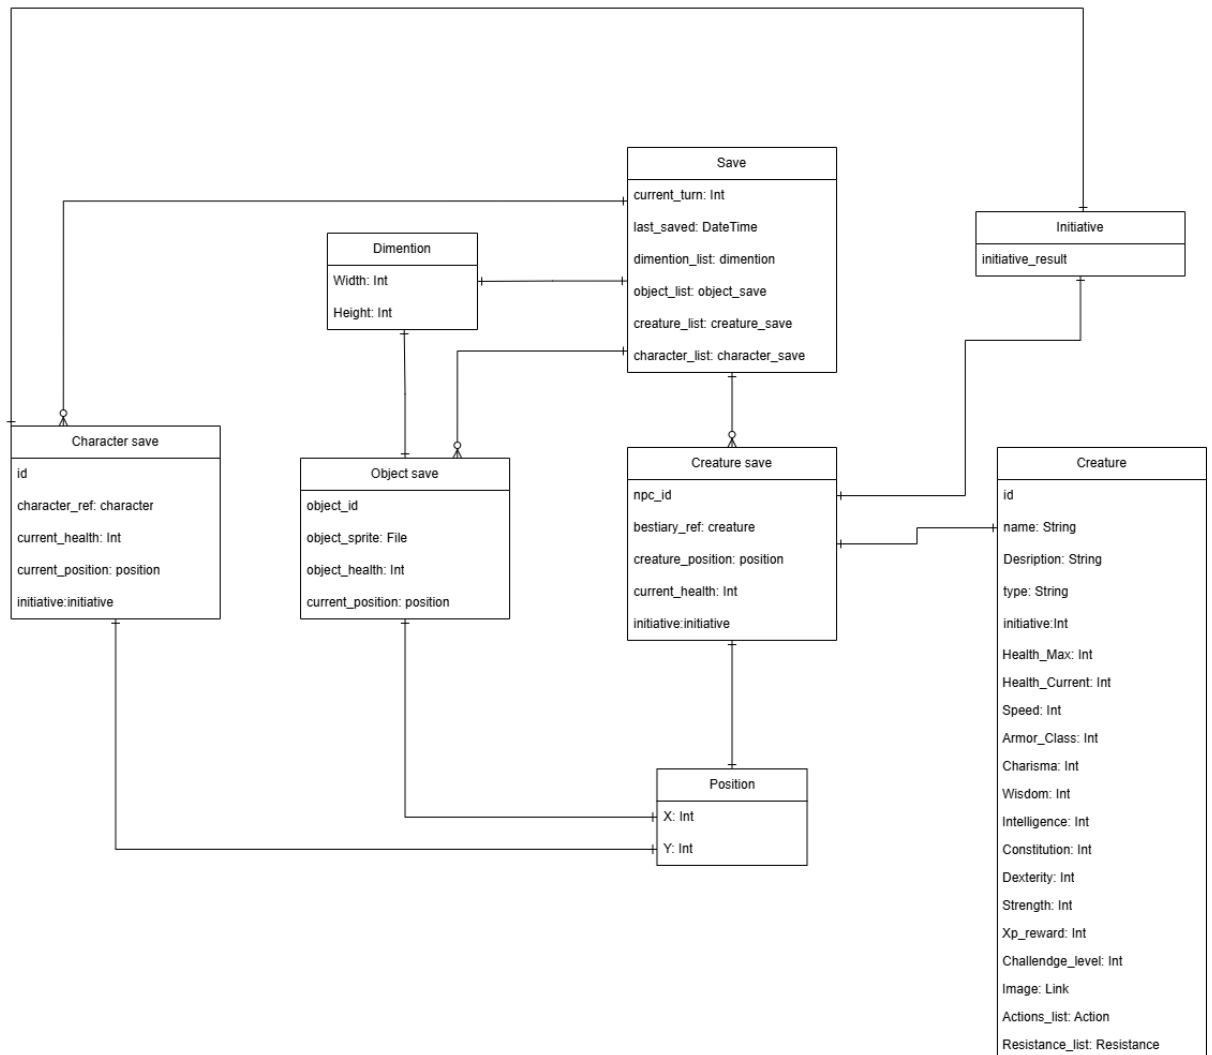 Save
current_turn: Int
last_saved: DateTime
dimention_list: dimention
object_list: object_save
creature_list: creature_save
character_list: character_save
Dimention
Width: Int
Height: Int
Initiative
initiative_result
Character save
id
character_ref: character
current_health: Int
current_position: position
initiative:initiative
Object save
object_id
object_sprite: File
object_health: Int
current_position: position
Creature save
npc_id
bestiary_ref: creature
creature_position: position
current_health: Int
initiative:initiative
Creature
id
name: String
Desription: String
type: String
initiative:Int
Health_Max: Int
Health_Current: Int
Speed: Int
Armor_Class: Int
Charisma: Int
Wisdom: Int
Intelligence: Int
Constitution: Int
Dexterity: Int
Strength: Int
Xp_reward: Int
Challendge_level: Int
Image: Link
Actions_list: Action
Resistance_list: Resistance
Position
X: Int
Y: Int